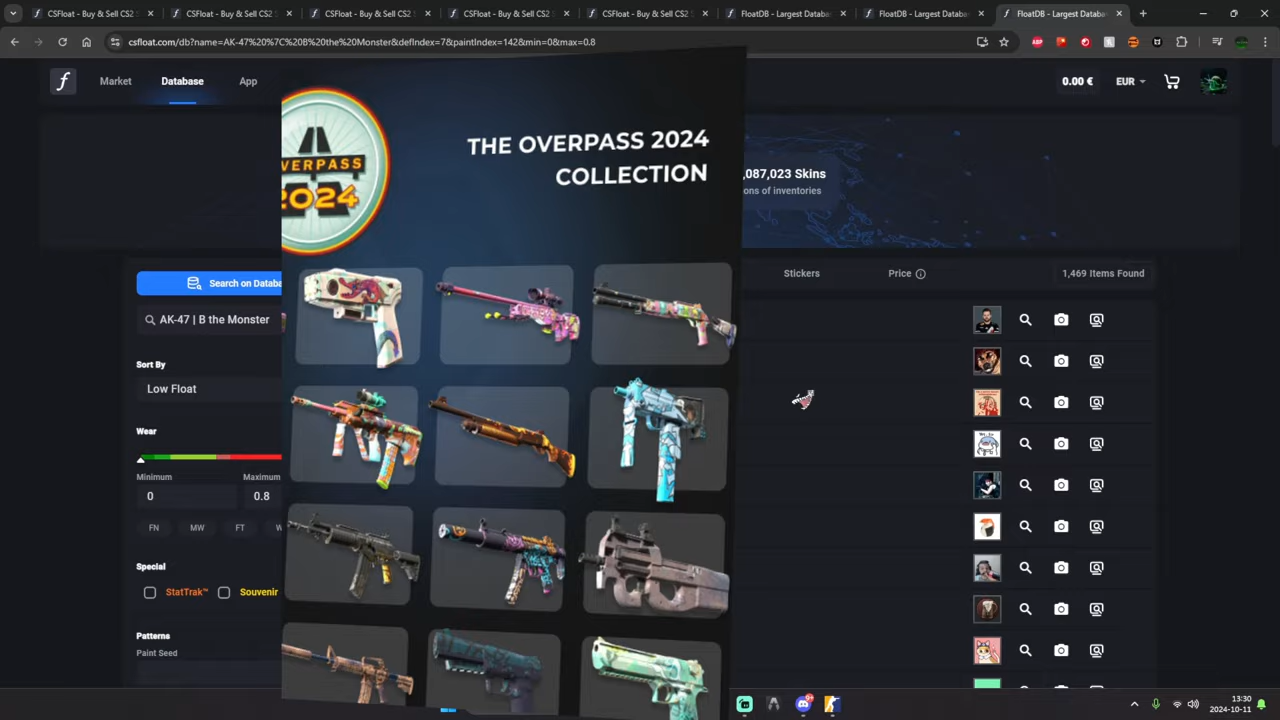 CSFloat - Buy & Sell CS2
CSFloat - Buy & Sell CS2
CSFloat - Buy & Sell CS2
CSFloat - Buy & Sell CS2
CSFloat - Buy & Sell CS2
FloatDB - Largest Databa
FloatDB - Largest Databa
FloatDB - Largest Databa
csfloat.com/db?name=AK-47%20%7C%20B%20the%20Monster&defIndex=7&paintIndex=142&min=0&max=0.8
ABP
f Market Database App
0.00 € EUR
VERPASS
2024
THE OVERPASS 2024
COLLECTION
,087,023 Skins
ons of inventories
Search on Databa
Stickers Price 1,469 Items Found
AK-47 | B the Monster
Sort By
Low Float
Wear
Minimum Maximum
0 0.8
FN MW FT
Special
StatTrak™ Souvenir
Patterns
Paint Seed
13:30
2024-10-11